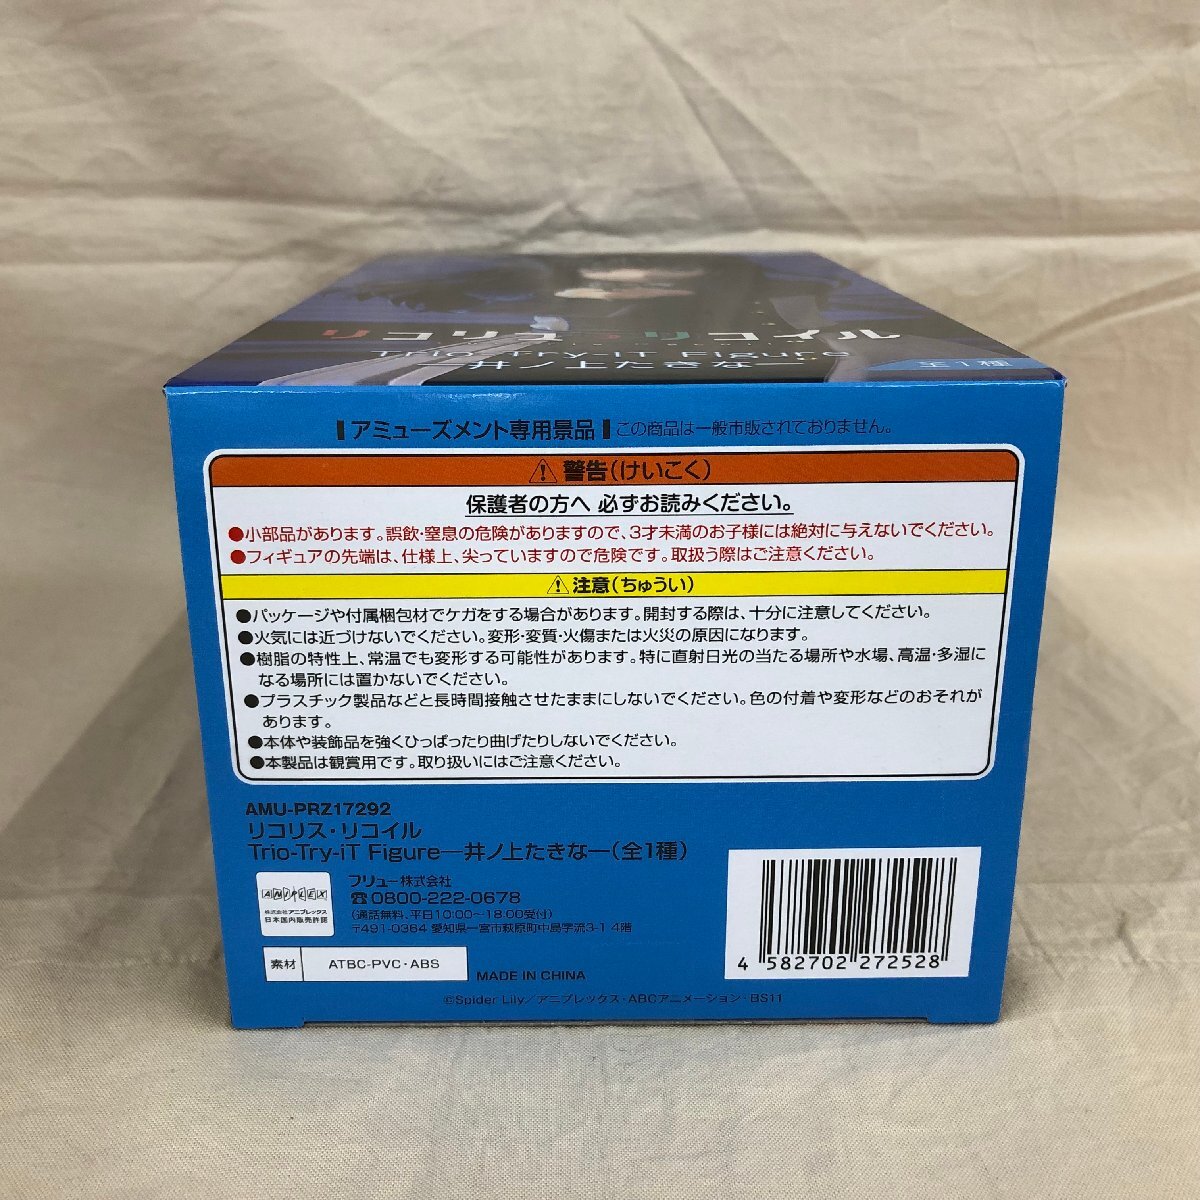 リコリス・リコイル
Trio-Try-iT Figure
―井ノ上たきな―
全1種
アミューズメント専用景品 この商品は一般市販されておりません。
警告(けいこく)
保護者の方へ 必ずお読みください。
●小部品があります。誤飲・窒息の危険がありますので、3才未満のお子様には絶対に与えないでください。
●フィギュアの先端は、仕様上、尖っていますので危険です。取扱う際はご注意ください。
注意(ちゅうい)
●パッケージや付属梱包材でケガをする場合があります。開封する際は、十分に注意してください。
●火気には近づけないでください。変形・変質・火傷または火災の原因になります。
●樹脂の特性上、常温でも変形する可能性があります。特に直射日光の当たる場所や水場、高温・多湿に
なる場所には置かないでください。
●プラスチック製品などと長時間接触させたままにしないでください。色の付着や変形などのおそれが
あります。
●本体や装飾品を強くひっぱったり曲げたりしないでください。
●本製品は観賞用です。取り扱いにはご注意ください。
AMU-PRZ17292
リコリス・リコイル
Trio-Try-iT Figure―井ノ上たきな―(全1種)
ANIPLEX
株式会社アニプレックス
日本国内販売許諾
フリュー株式会社
☎0800-222-0678
(通話無料、平日10:00～18:00受付)
〒491-0364 愛知県一宮市萩原町中島字流3-1 4階
素材 ATBC-PVC・ABS
MADE IN CHINA
©Spider Lily/アニプレックス・ABCアニメーション・BS11
4 582702 272528